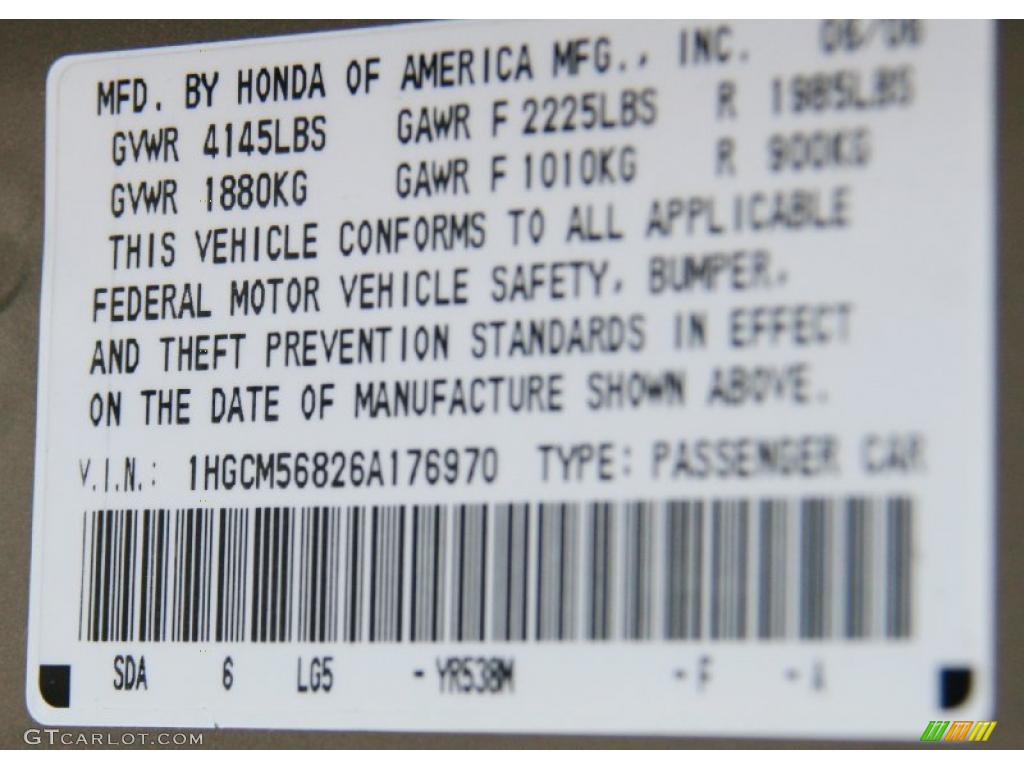 MFD. BY HONDA OF AMERICA MFG., INC. 06/06
GVWR 4145LBS GAWR F 2225LBS R 1985LBS
GVWR 1880KG GAWR F 1010KG R 900KG
THIS VEHICLE CONFORMS TO ALL APPLICABLE
FEDERAL MOTOR VEHICLE SAFETY, BUMPER,
AND THEFT PREVENTION STANDARDS IN EFFECT
ON THE DATE OF MANUFACTURE SHOWN ABOVE.
V.I.N.: 1HGCM56826A176970 TYPE: PASSENGER CAR
SDA 6 LG5 - YR538M - F - A
GTCARLOT.COM